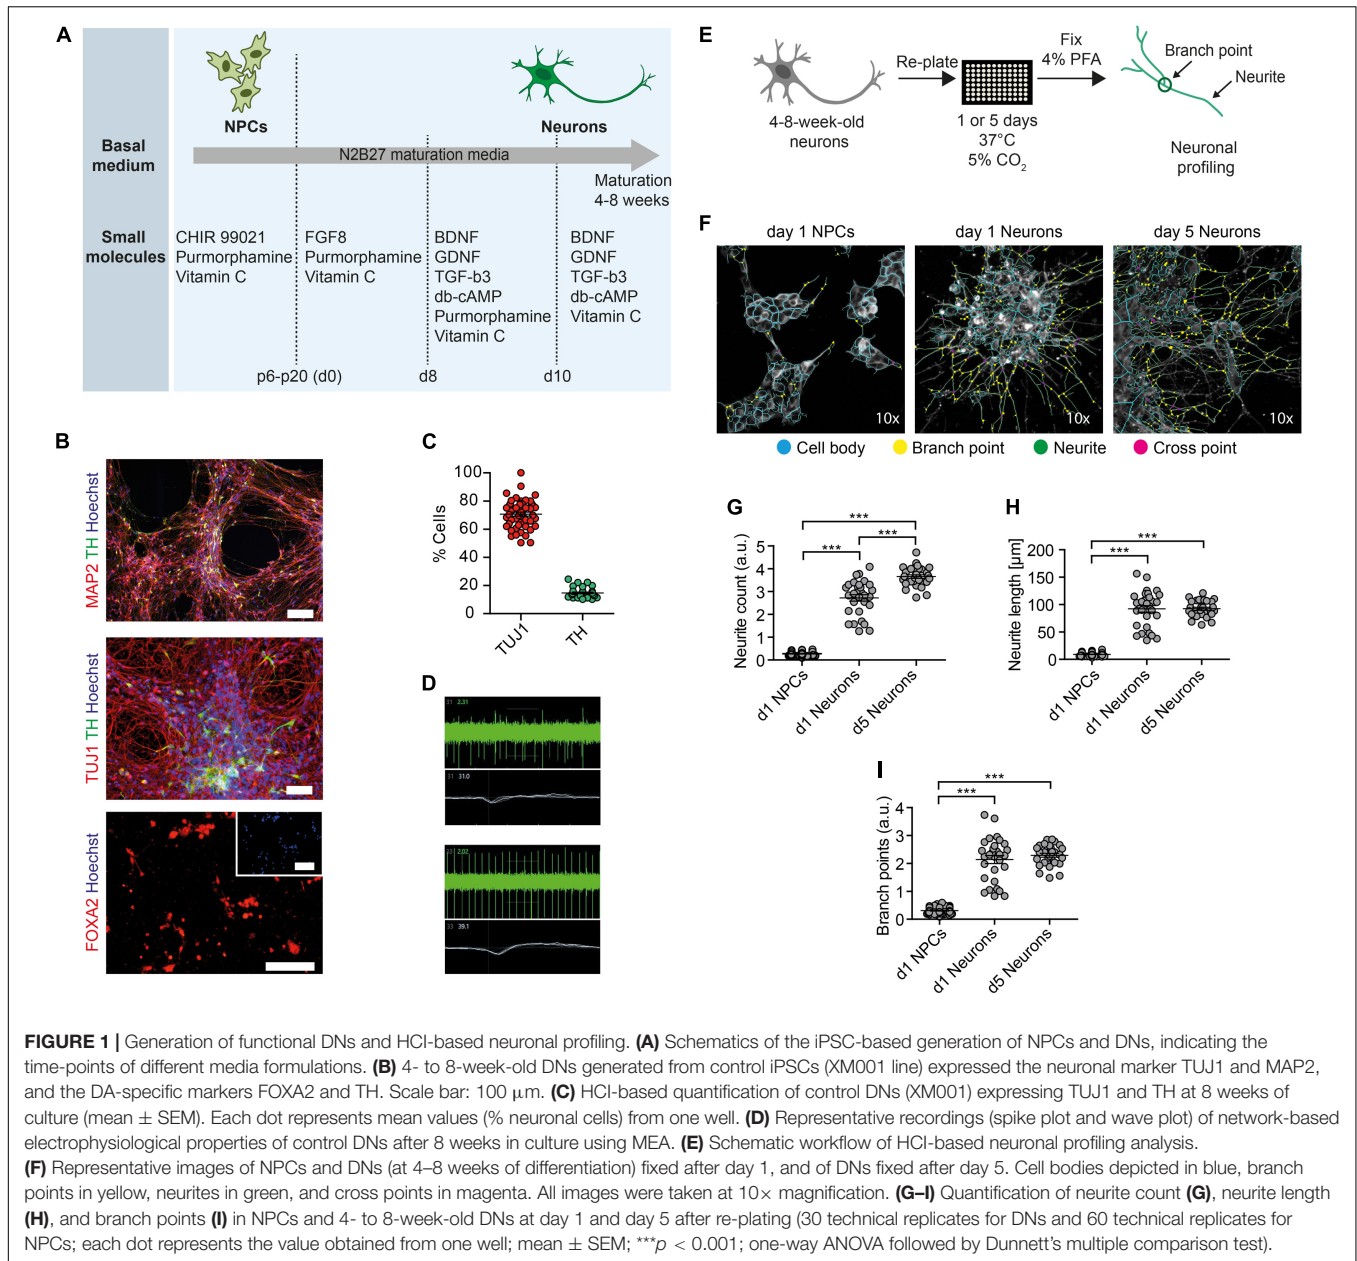 A
Basal
medium
NPCs
Neurons
N2B27 maturation media
Maturation
4-8 weeks
Small
molecules
CHIR 99021
Purmorphamine
Vitamin C
FGF8
Purmorphamine
Vitamin C
BDNF
GDNF
TGF-b3
db-cAMP
Purmorphamine
Vitamin C
BDNF
GDNF
TGF-b3
db-cAMP
Vitamin C
p6-p20 (d0)
d8
d10
E
Re-plate
Fix
4% PFA
Branch point
Neurite
4-8-week-old
neurons
1 or 5 days
37°C
5% CO2
Neuronal
profiling
F
day 1 NPCs
day 1 Neurons
day 5 Neurons
10x
10x
10x
Cell body
Branch point
Neurite
Cross point
B
MAP2 TH Hoechst
TUJ1 TH Hoechst
FOXA2 Hoechst
C
% Cells
100
80
60
40
20
0
TUJ1
TH
D
31 2.31
31 31.0
33 2.02
33 39.1
G
Neurite count (a.u.)
5
4
3
2
1
0
***
***
***
d1 NPCs
d1 Neurons
d5 Neurons
H
Neurite length [µm]
200
150
100
50
0
***
***
d1 NPCs
d1 Neurons
d5 Neurons
I
Branch points (a.u.)
4
3
2
1
0
***
***
d1 NPCs
d1 Neurons
d5 Neurons
FIGURE 1 | Generation of functional DNs and HCI-based neuronal profiling. (A) Schematics of the iPSC-based generation of NPCs and DNs, indicating the
time-points of different media formulations. (B) 4- to 8-week-old DNs generated from control iPSCs (XM001 line) expressed the neuronal marker TUJ1 and MAP2,
and the DA-specific markers FOXA2 and TH. Scale bar: 100 µm. (C) HCI-based quantification of control DNs (XM001) expressing TUJ1 and TH at 8 weeks of
culture (mean ± SEM). Each dot represents mean values (% neuronal cells) from one well. (D) Representative recordings (spike plot and wave plot) of network-based
electrophysiological properties of control DNs after 8 weeks in culture using MEA. (E) Schematic workflow of HCI-based neuronal profiling analysis.
(F) Representative images of NPCs and DNs (at 4–8 weeks of differentiation) fixed after day 1, and of DNs fixed after day 5. Cell bodies depicted in blue, branch
points in yellow, neurites in green, and cross points in magenta. All images were taken at 10× magnification. (G–I) Quantification of neurite count (G), neurite length
(H), and branch points (I) in NPCs and 4- to 8-week-old DNs at day 1 and day 5 after re-plating (30 technical replicates for DNs and 60 technical replicates for
NPCs; each dot represents the value obtained from one well; mean ± SEM; ***p < 0.001; one-way ANOVA followed by Dunnett's multiple comparison test).